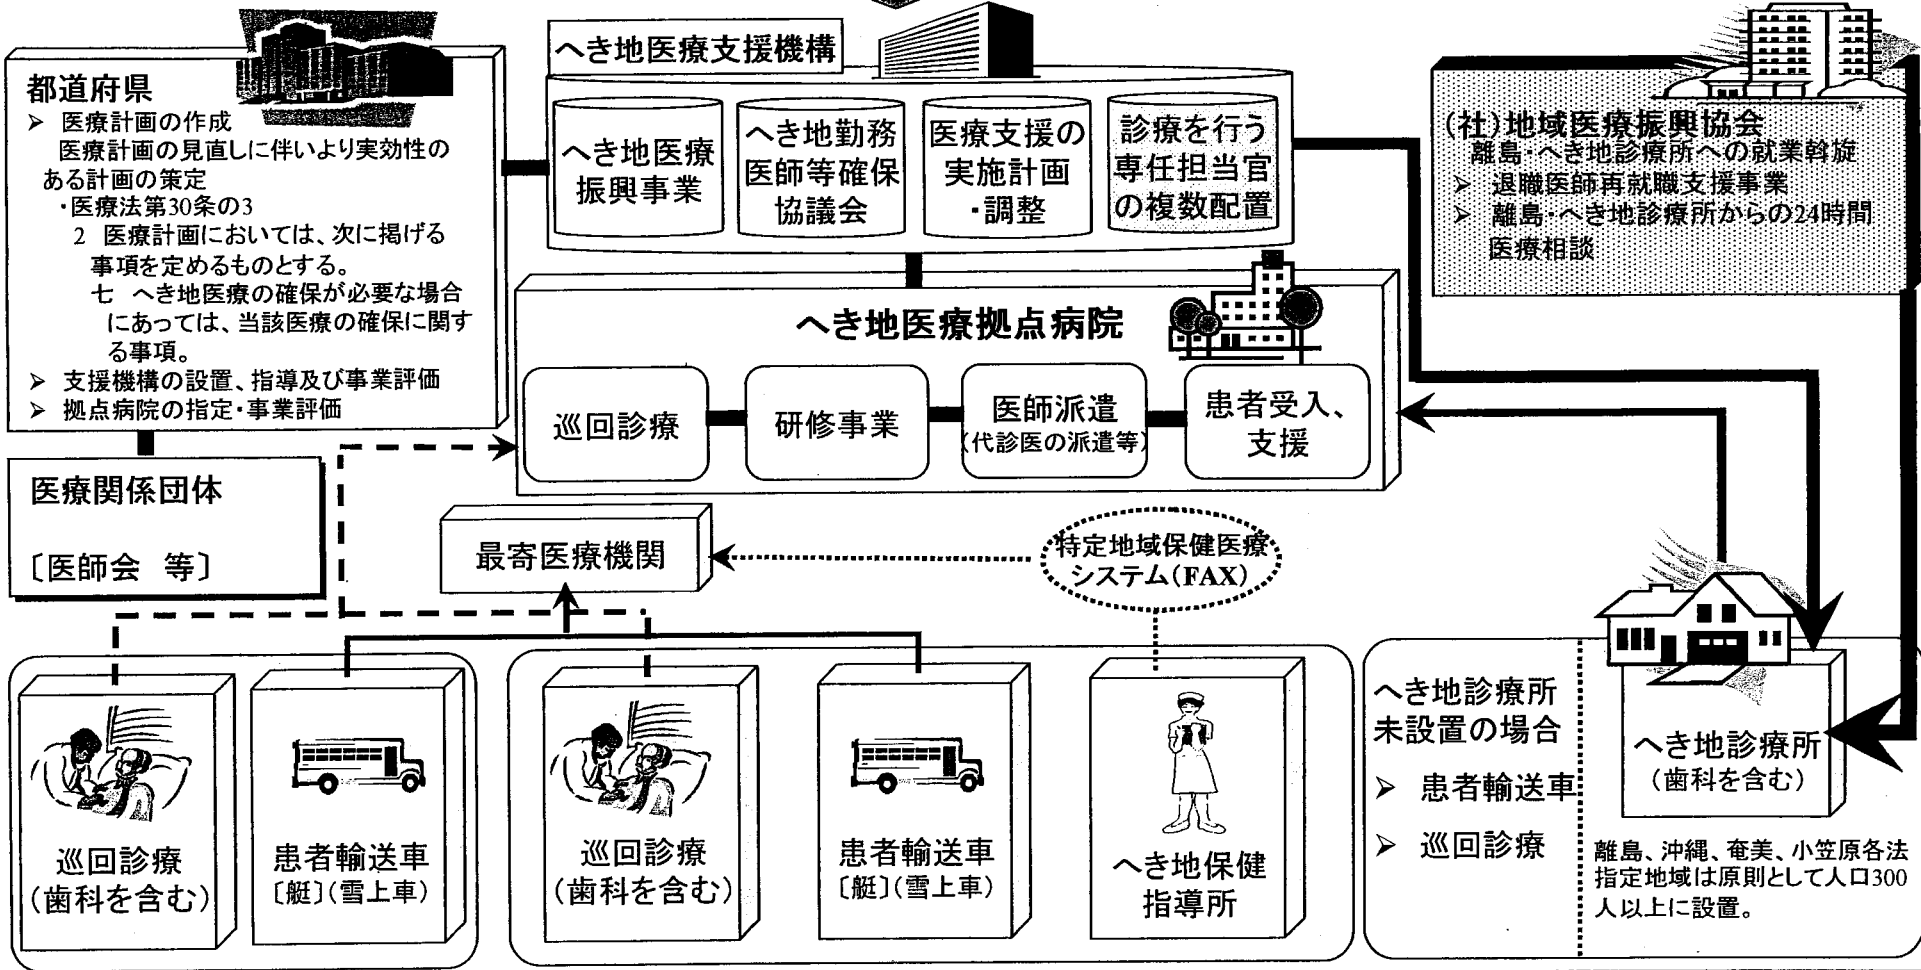 都道府県
➢ 医療計画の作成
医療計画の見直しに伴いより実効性の
ある計画の策定
・医療法第30条の3
2 医療計画においては、次に掲げる
事項を定めるものとする。
七 へき地医療の確保が必要な場合
にあっては、当該医療の確保に関す
る事項。
➢ 支援機構の設置、指導及び事業評価
➢ 拠点病院の指定・事業評価
医療関係団体
〔医師会 等〕
へき地医療支援機構
へき地医療
振興事業
へき地勤務
医師等確保
協議会
医療支援の
実施計画
・調整
診療を行う
専任担当官
の複数配置
(社)地域医療振興協会
離島・へき地診療所への就業斡旋
➢ 退職医師再就職支援事業
➢ 離島・へき地診療所からの24時間
医療相談
へき地医療拠点病院
巡回診療
研修事業
医師派遣
(代診医の派遣等)
患者受入、
支援
最寄医療機関
特定地域保健医療
システム(FAX)
巡回診療
(歯科を含む)
患者輸送車
〔艇〕(雪上車)
巡回診療
(歯科を含む)
患者輸送車
〔艇〕(雪上車)
へき地保健
指導所
へき地診療所
未設置の場合
➢ 患者輸送車
➢ 巡回診療
へき地診療所
(歯科を含む)
離島、沖縄、奄美、小笠原各法
指定地域は原則として人口300
人以上に設置。